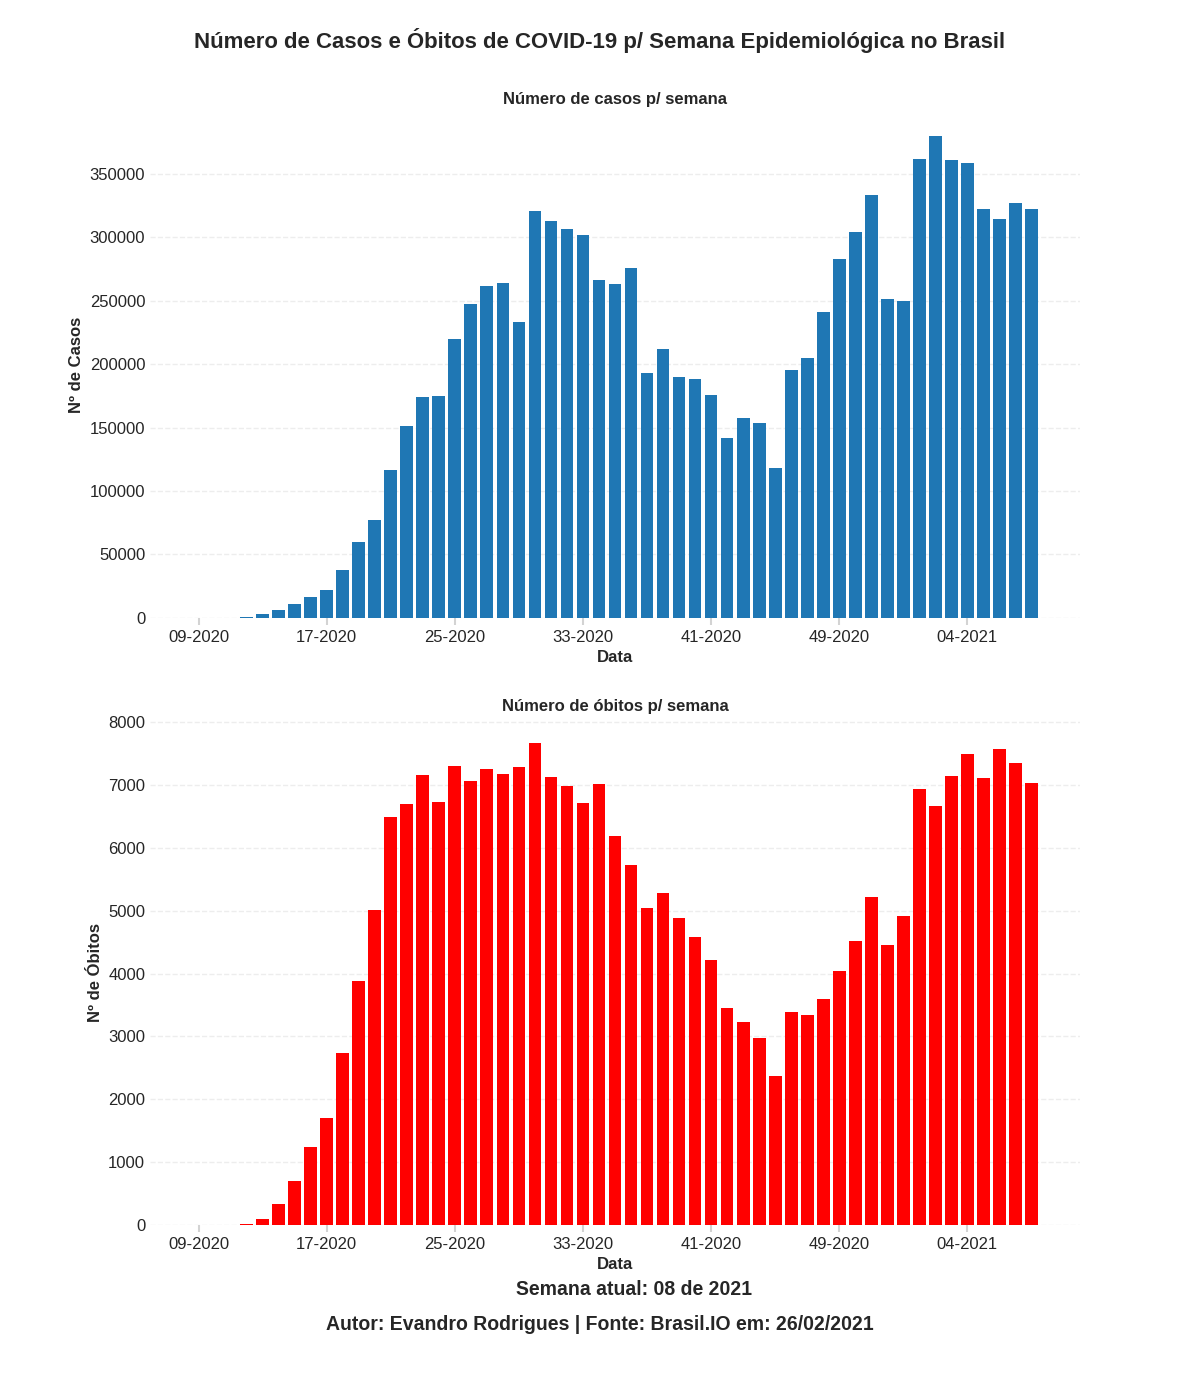 Número de Casos e Óbitos de COVID-19 p/ Semana Epidemiológica no Brasil
Número de casos p/ semana
Nº de Casos
350000
300000
250000
200000
150000
100000
50000
0
09-2020 17-2020 25-2020 33-2020 41-2020 49-2020 04-2021
Data
Número de óbitos p/ semana
Nº de Óbitos
8000
7000
6000
5000
4000
3000
2000
1000
0
09-2020 17-2020 25-2020 33-2020 41-2020 49-2020 04-2021
Data
Semana atual: 08 de 2021
Autor: Evandro Rodrigues | Fonte: Brasil.IO em: 26/02/2021